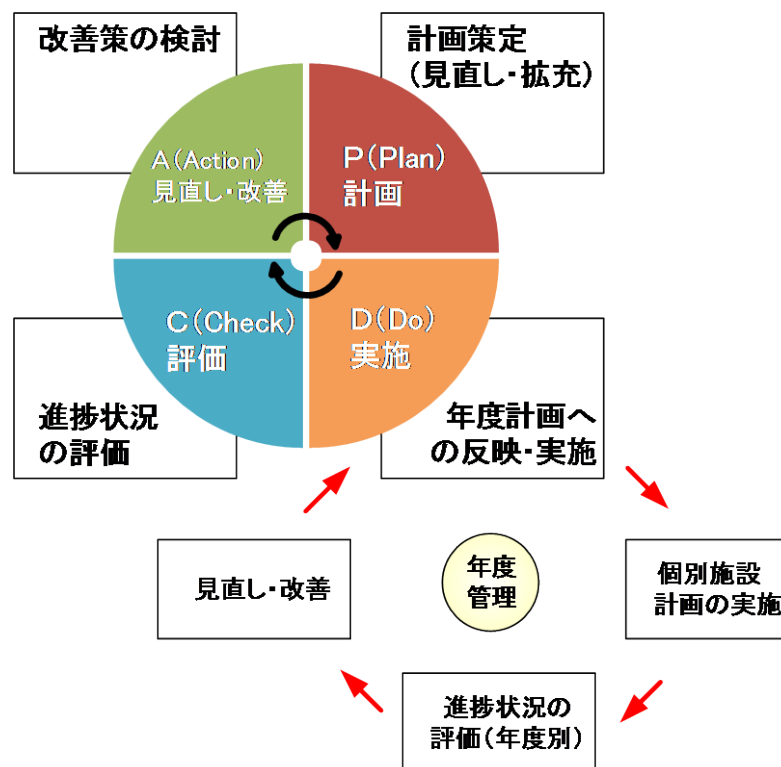 改善策の検討
計画策定
(見直し・拡充)
A(Action)
見直し・改善
P(Plan)
計画
C(Check)
評価
D(Do)
実施
進捗状況
の評価
年度計画へ
の反映・実施
見直し・改善
年度
管理
個別施設
計画の実施
進捗状況の
評価(年度別)